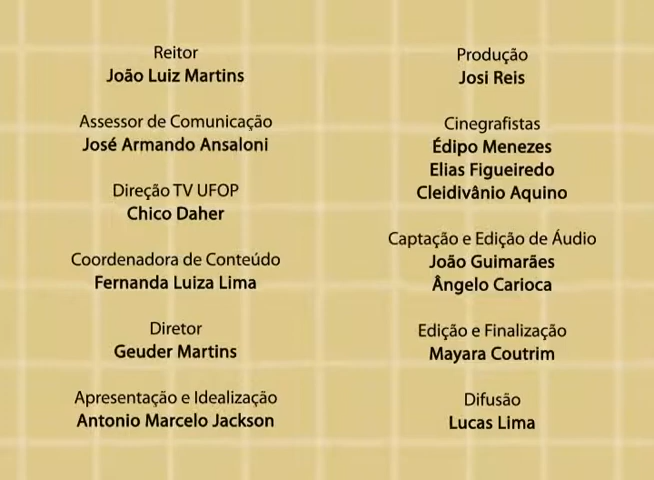 Reitor
João Luiz Martins
Assessor de Comunicação
José Armando Ansaloni
Direção TV UFOP
Chico Daher
Coordenadora de Conteúdo
Fernanda Luiza Lima
Diretor
Geuder Martins
Apresentação e Idealização
Antonio Marcelo Jackson
Produção
Josi Reis
Cinegrafistas
Édipo Menezes
Elias Figueiredo
Cleidivânio Aquino
Captação e Edição de Áudio
João Guimarães
Ângelo Carioca
Edição e Finalização
Mayara Coutrim
Difusão
Lucas Lima